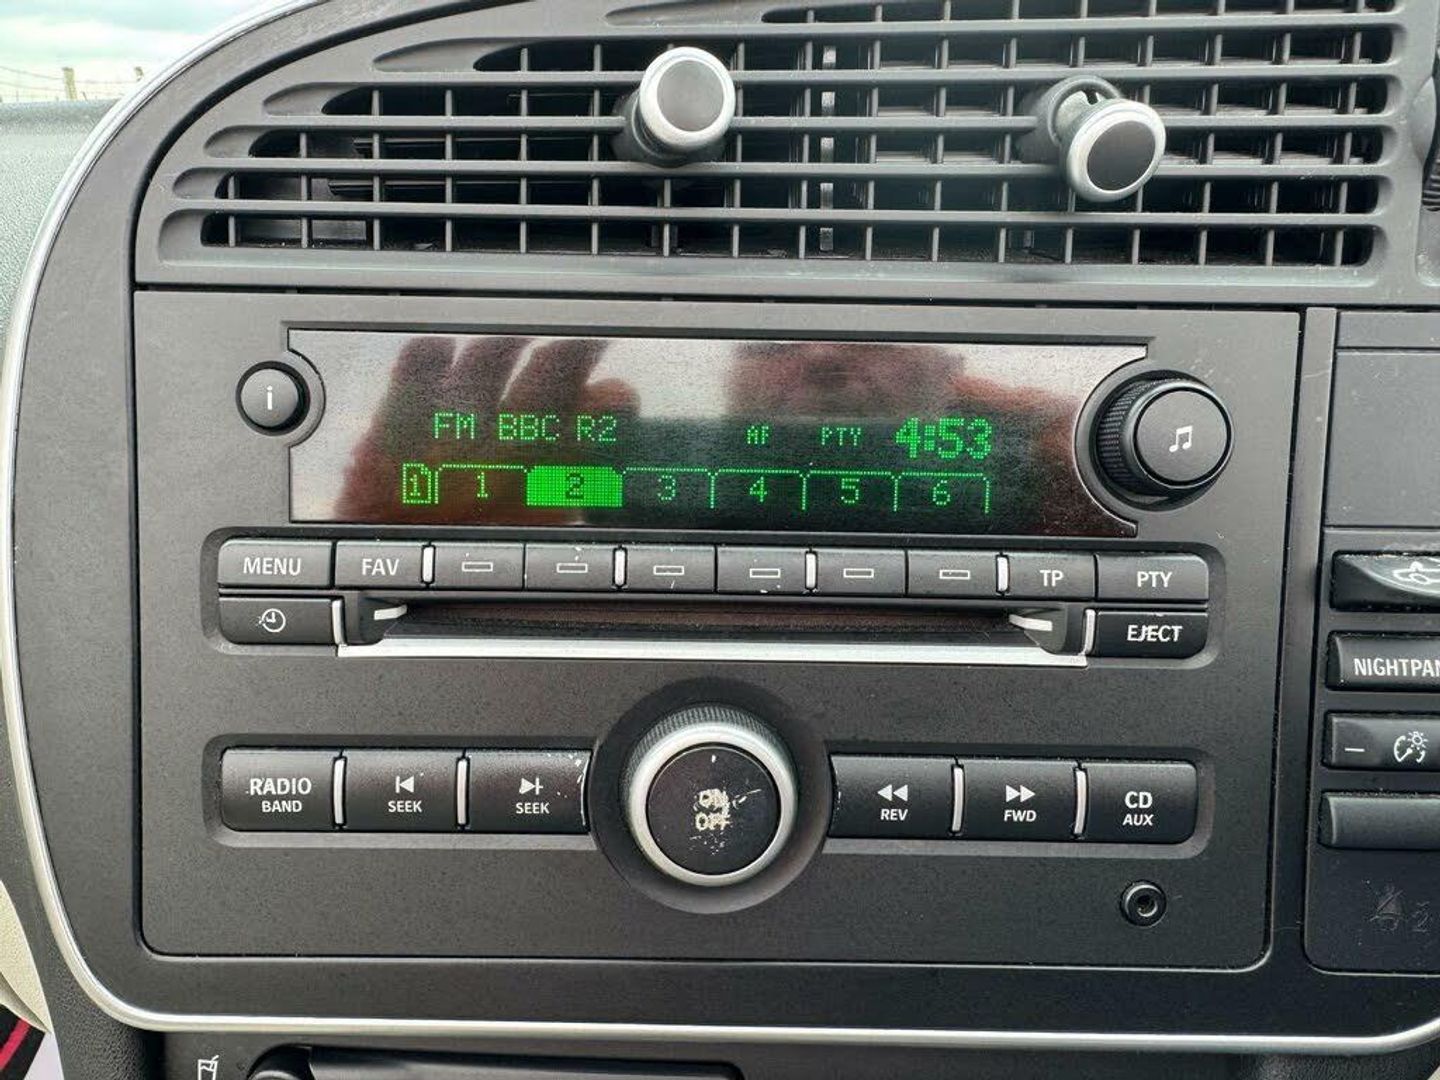 i
FM BBC R2 AF PTY 4:53
1 1 2 3 4 5 6
MENU FAV TP PTY
EJECT
NIGHTPAN
RADIO
BAND
SEEK
SEEK
ON
OFF
REV
FWD
CD
AUX
2